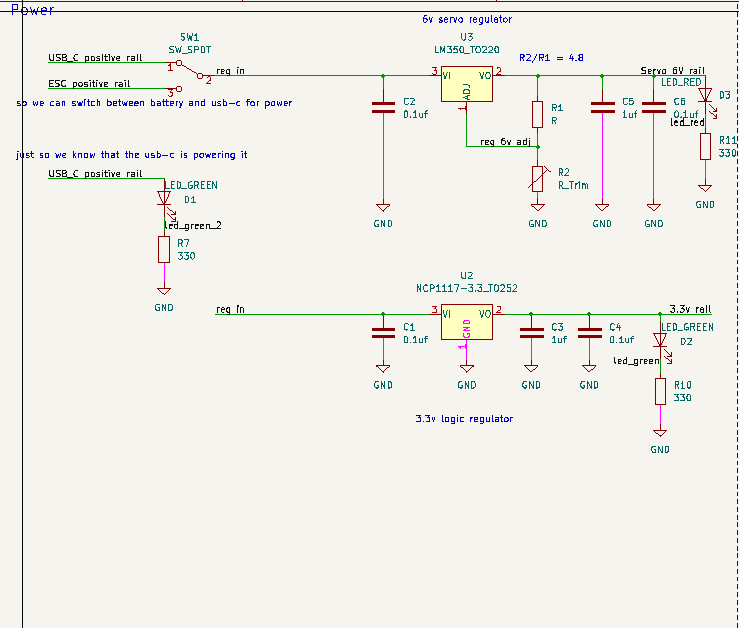 Power
6v servo regulator
SW1
SW_SPDT
U3
LM350_TO220
R2/R1 = 4.8
USB_C positive rail
1
2
3
reg in
ESC positive rail
so we can switch between battery and usb-c for power
3
VI
VO
2
ADJ
1
Servo 6V rail
LED_RED
D3
C2
0.1uf
R1
R
C5
1uf
C6
0.1uf
led_red
R11
330
reg 6v adj
R2
R_Trim
GND
GND
GND
GND
GND
just so we know that the usb-c is powering it
USB_C positive rail
LED_GREEN
D1
led_green_2
R7
330
GND
U2
NCP1117-3.3_TO252
reg in
3
VI
VO
2
GND
1
3.3v rail
C1
0.1uf
C3
1uf
C4
0.1uf
LED_GREEN
D2
led_green
R10
330
GND
GND
GND
GND
GND
3.3v logic regulator